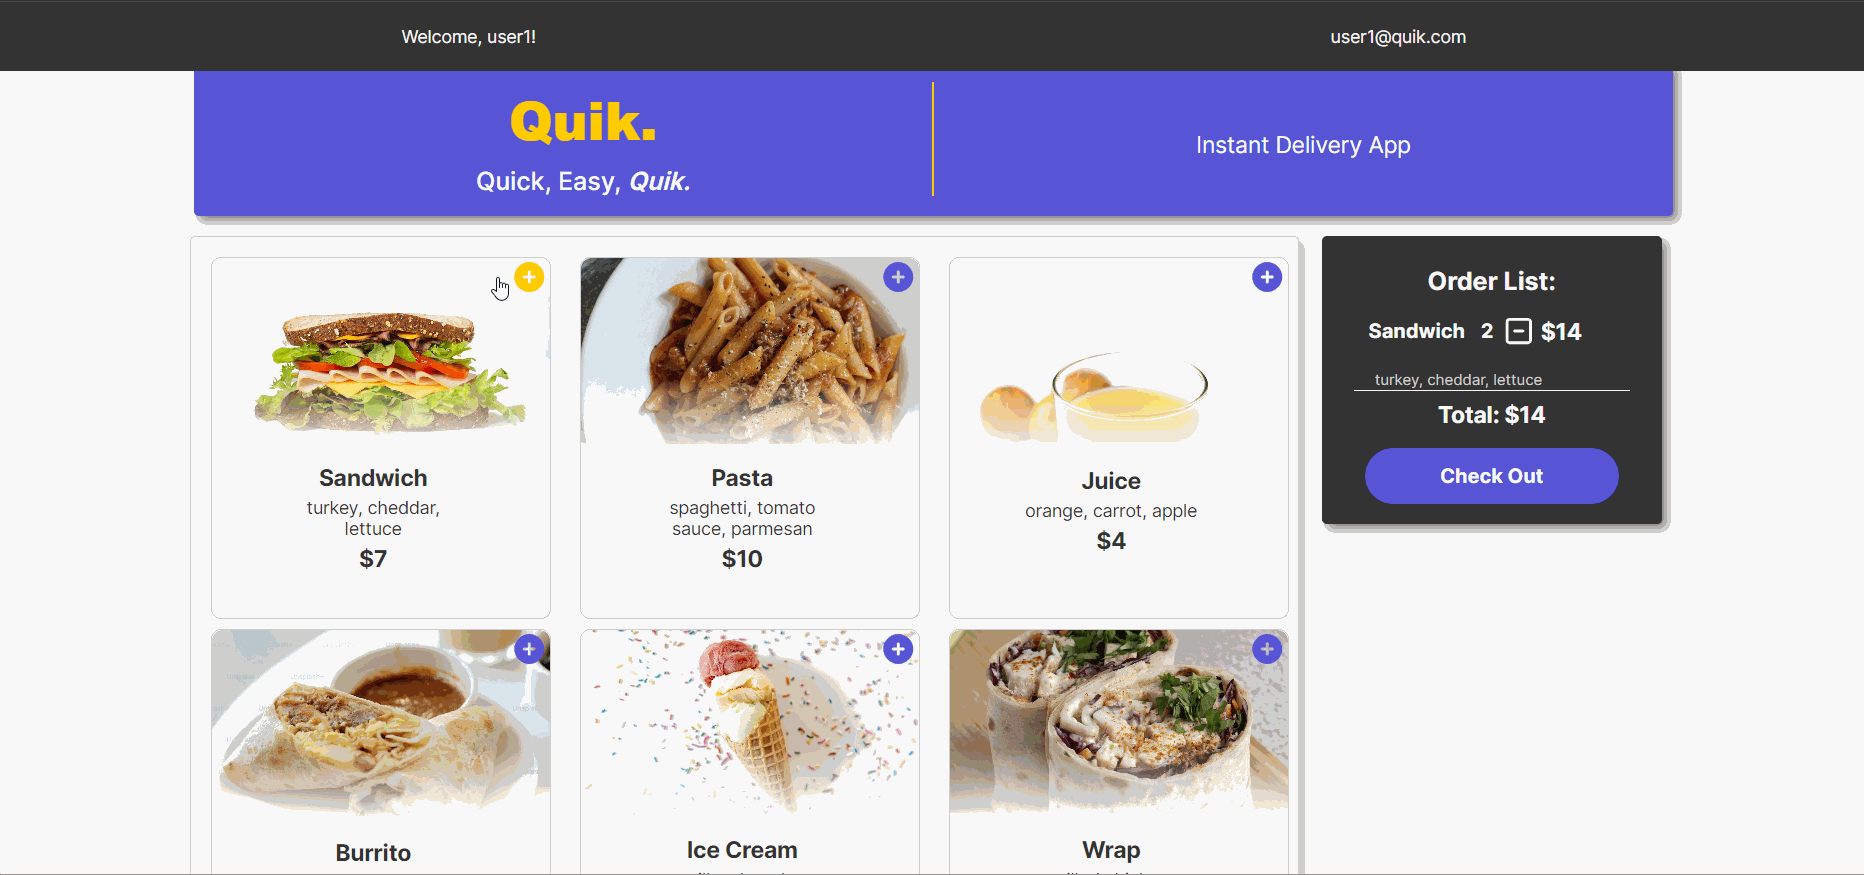 Welcome, user1!
user1@quik.com
Quik.
Quick, Easy, Quik.
Instant Delivery App
+
+
+
Sandwich
turkey, cheddar,
lettuce
$7
Pasta
spaghetti, tomato
sauce, parmesan
$10
Juice
orange, carrot, apple
$4
Order List:
Sandwich 2 - $14
turkey, cheddar, lettuce
Total: $14
Check Out
+
+
+
Burrito
Ice Cream
Wrap